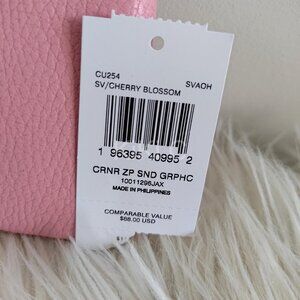 CU254 SVAOH
SV/CHERRY BLOSSOM
1 96395 40995 2
CRNR ZP SND GRPHC
10011296JAX
MADE IN PHILIPPINES
COMPARABLE VALUE
$88.00 USD